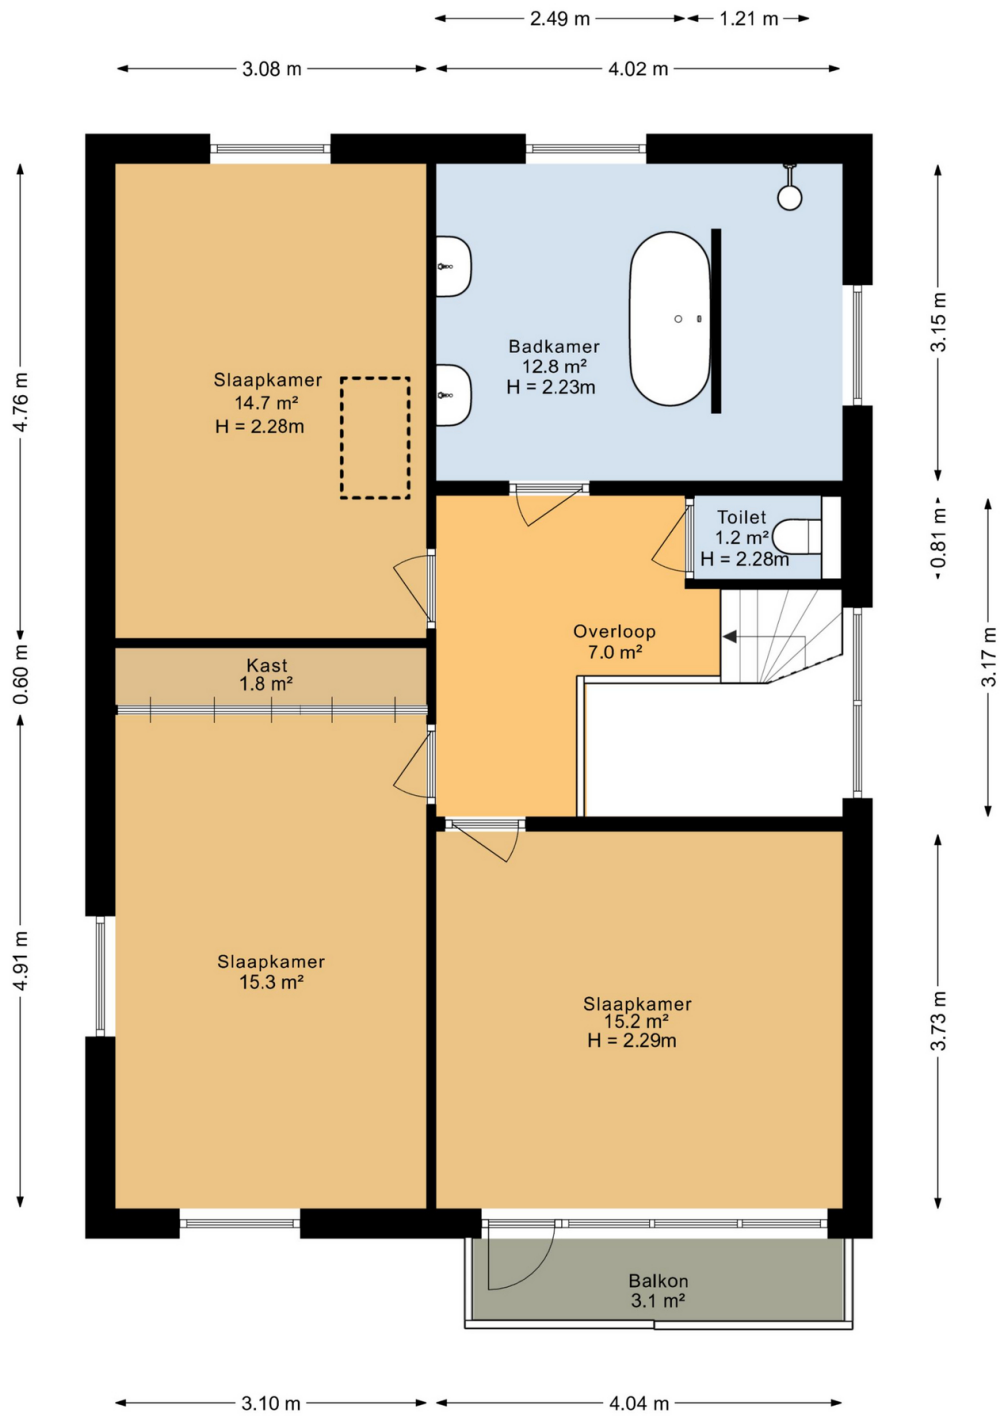 2.49 m
1.21 m
3.08 m
4.02 m
4.76 m
0.60 m
4.91 m
3.15 m
0.81 m
3.17 m
3.73 m
Slaapkamer
14.7 m²
H = 2.28m
Badkamer
12.8 m²
H = 2.23m
Toilet
1.2 m²
H = 2.28m
Overloop
7.0 m²
Kast
1.8 m²
Slaapkamer
15.3 m²
Slaapkamer
15.2 m²
H = 2.29m
Balkon
3.1 m²
3.10 m
4.04 m